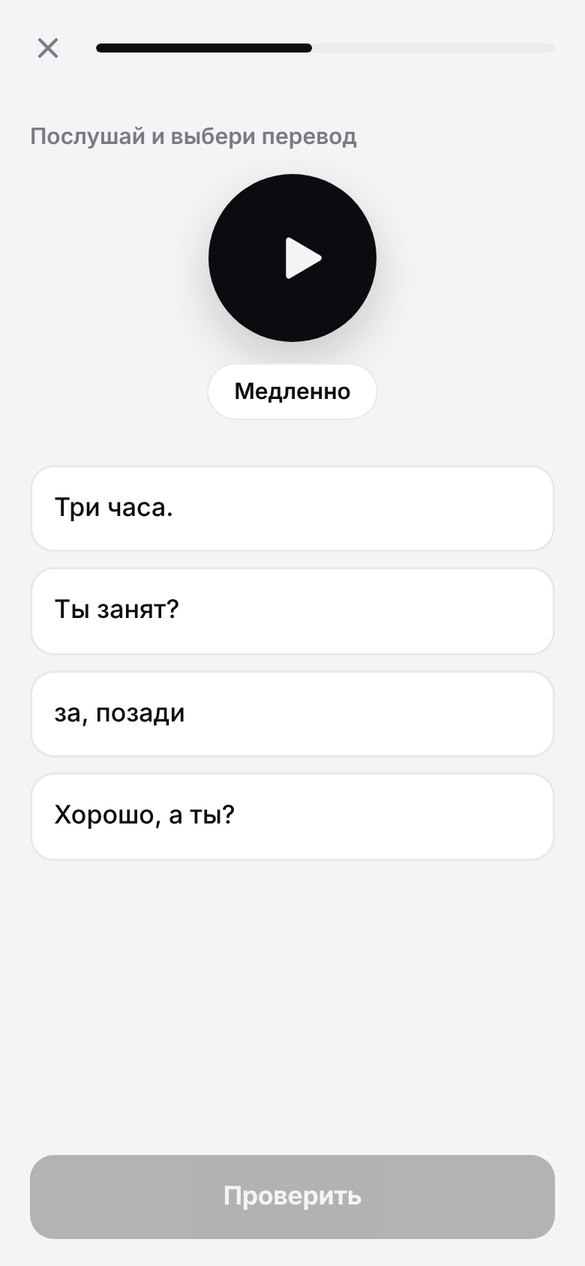 Послушай и выбери перевод
Медленно
Три часа.
Ты занят?
за, позади
Хорошо, а ты?
Проверить